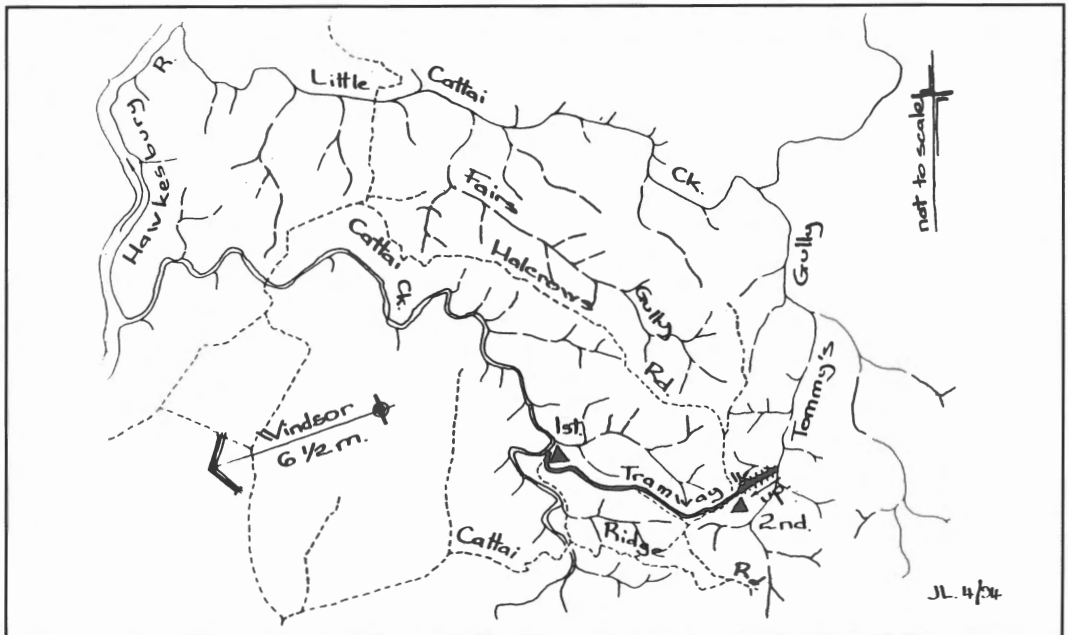 Little Cattai Ck.
Hawkesbury R.
not to scale
Fairs Gully
Cattai Ck.
Halcrows Rd
Tommy's Gully
Windsor
6 1/2 m.
1st.
Tramway
up
2nd.
Cattai Ridge Rd
JL. 4/94